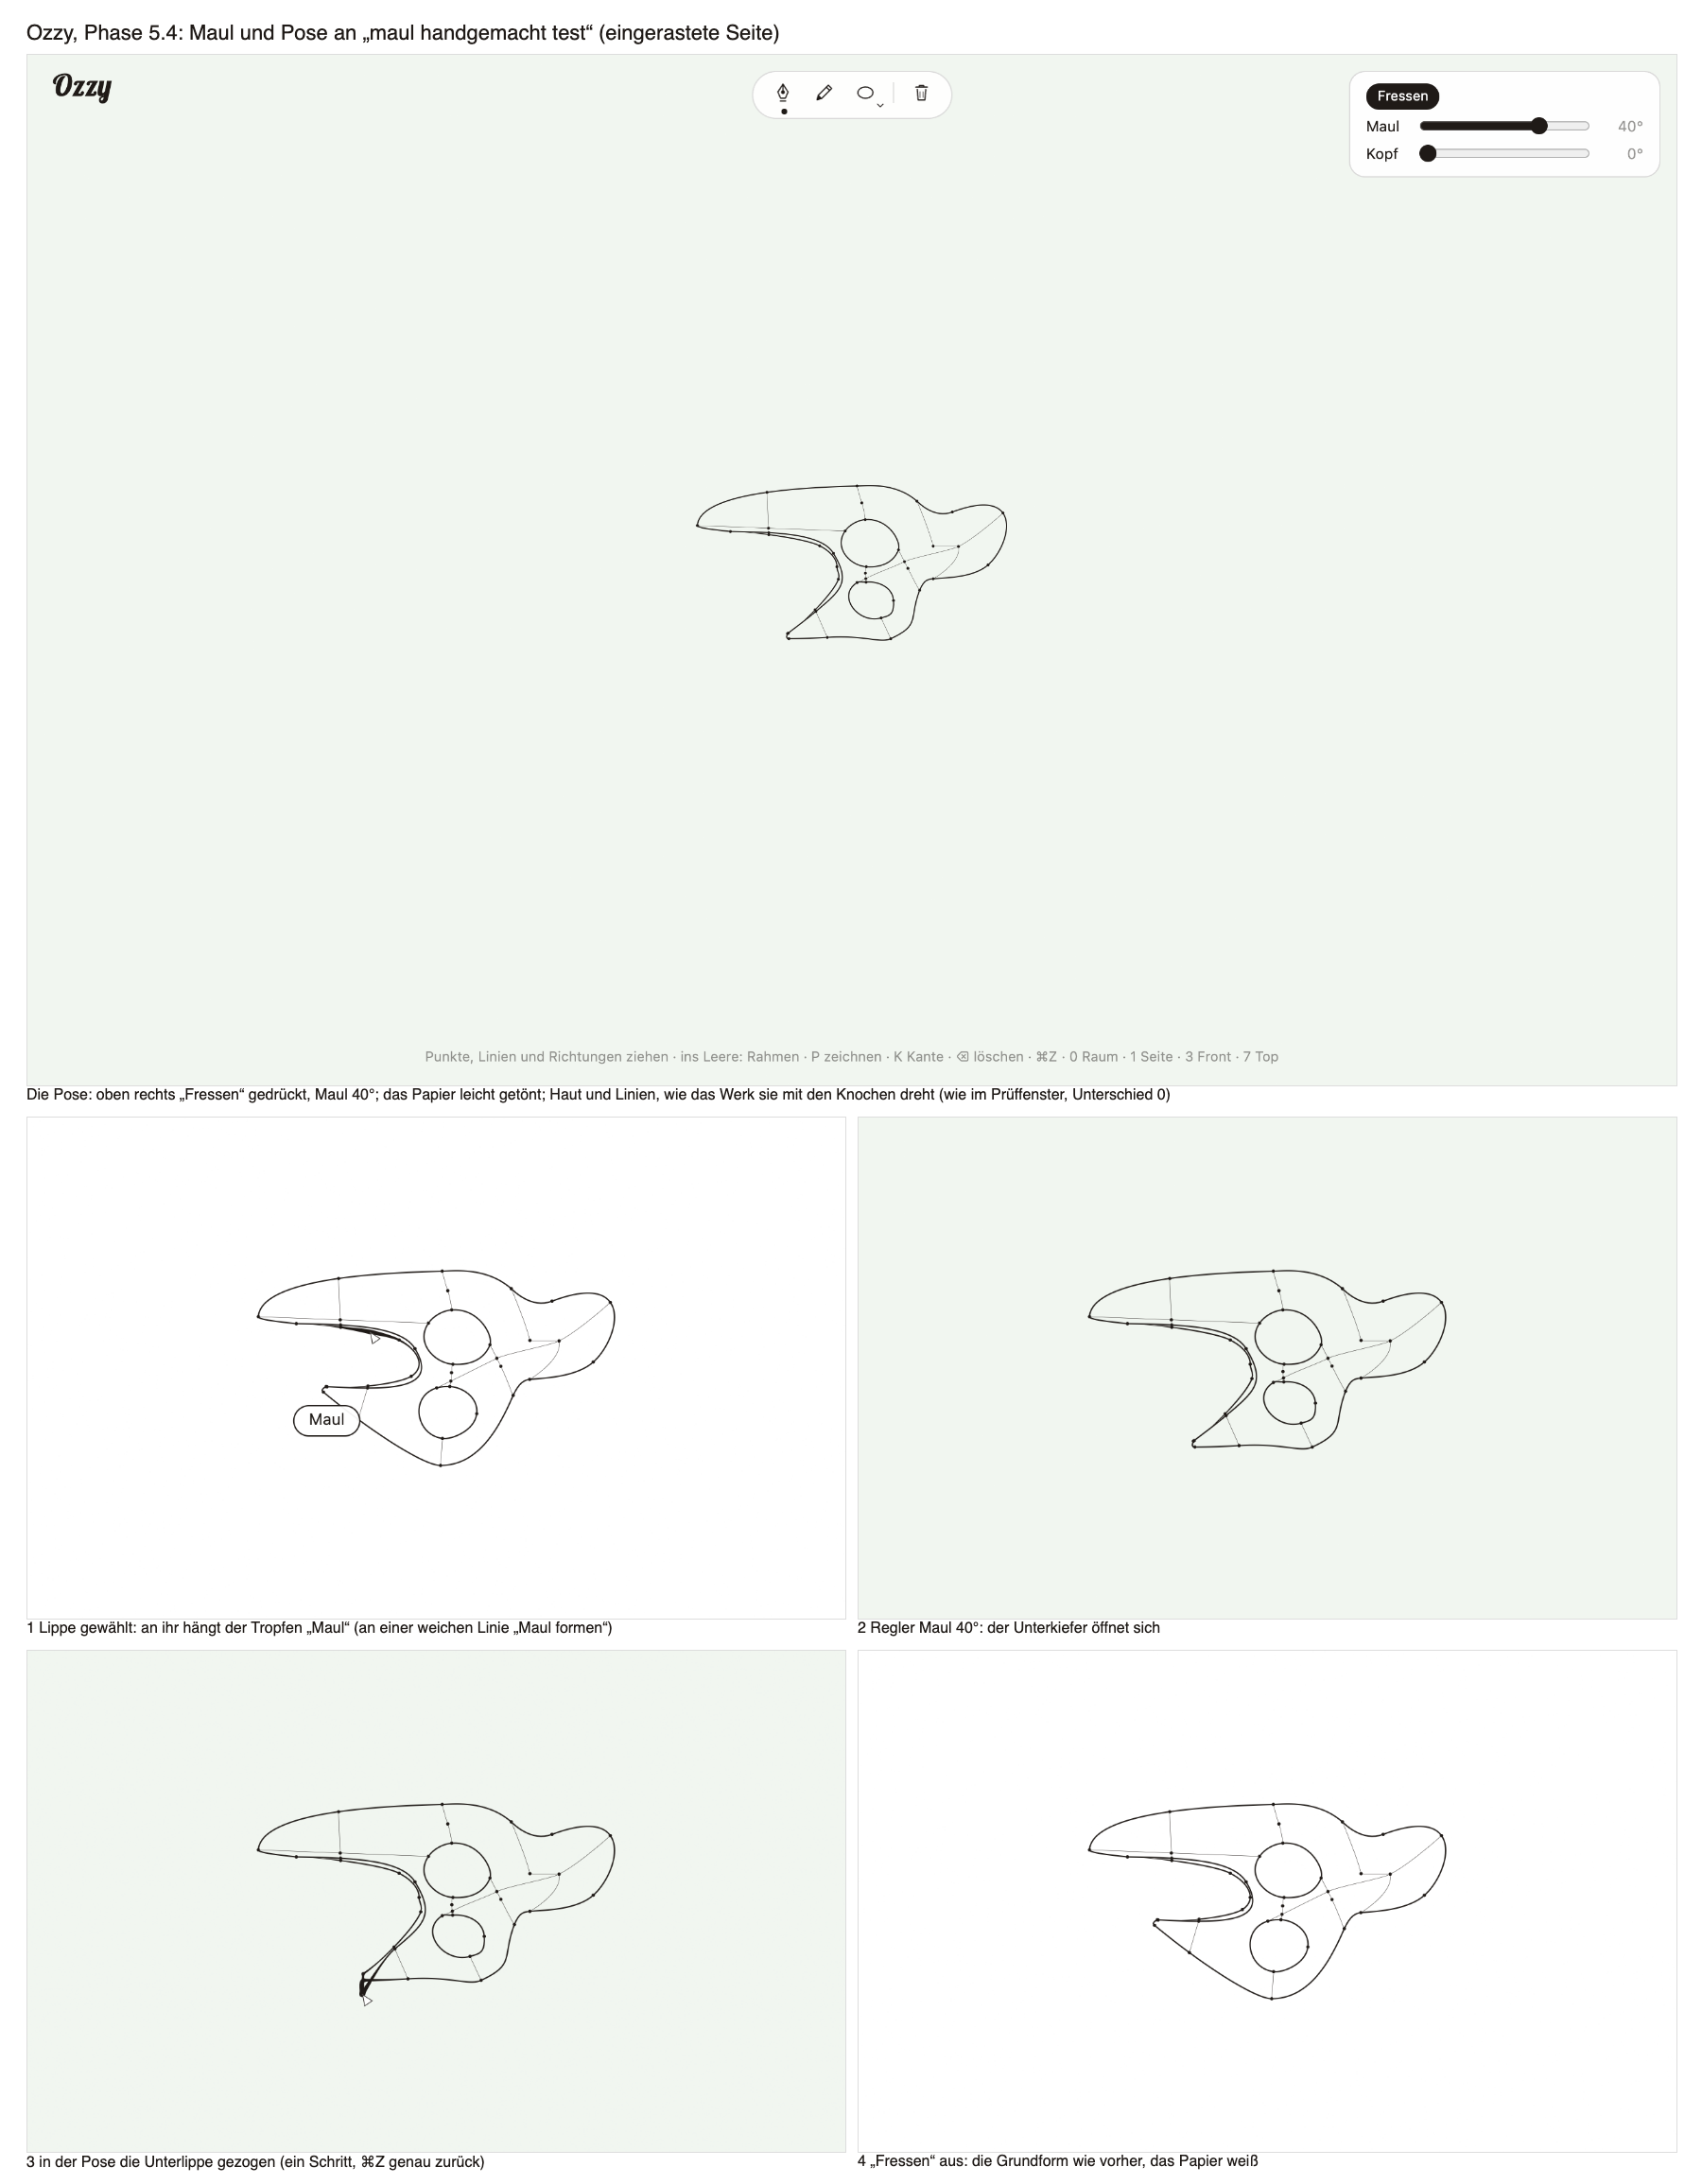 Ozzy, Phase 5.4: Maul und Pose an „maul handgemacht test“ (eingerastete Seite)
Ozzy
Fressen
Maul 40°
Kopf 0°
Punkte, Linien und Richtungen ziehen · ins Leere: Rahmen · P zeichnen · K Kante · ⌫ löschen · ⌘Z · 0 Raum · 1 Seite · 3 Front · 7 Top
Die Pose: oben rechts „Fressen“ gedrückt, Maul 40°; das Papier leicht getönt; Haut und Linien, wie das Werk sie mit den Knochen dreht (wie im Prüffenster, Unterschied 0)
Maul
1 Lippe gewählt: an ihr hängt der Tropfen „Maul“ (an einer weichen Linie „Maul formen“)
2 Regler Maul 40°: der Unterkiefer öffnet sich
3 in der Pose die Unterlippe gezogen (ein Schritt, ⌘Z genau zurück)
4 „Fressen“ aus: die Grundform wie vorher, das Papier weiß